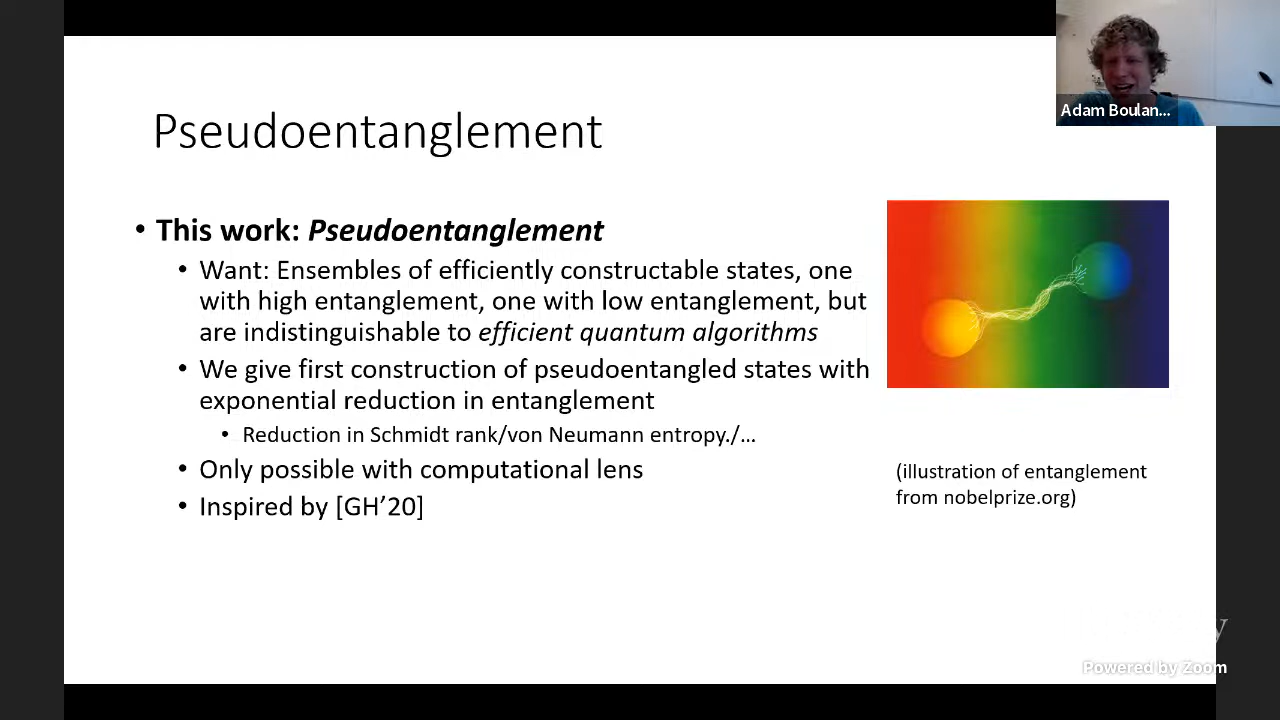 Adam Boulan...
Pseudoentanglement
• This work: Pseudoentanglement
• Want: Ensembles of efficiently constructable states, one
with high entanglement, one with low entanglement, but
are indistinguishable to efficient quantum algorithms
• We give first construction of pseudoentangled states with
exponential reduction in entanglement
• Reduction in Schmidt rank/von Neumann entropy./…
• Only possible with computational lens
• Inspired by [GH’20]
(illustration of entanglement
from nobelprize.org)
Powered by Zoom